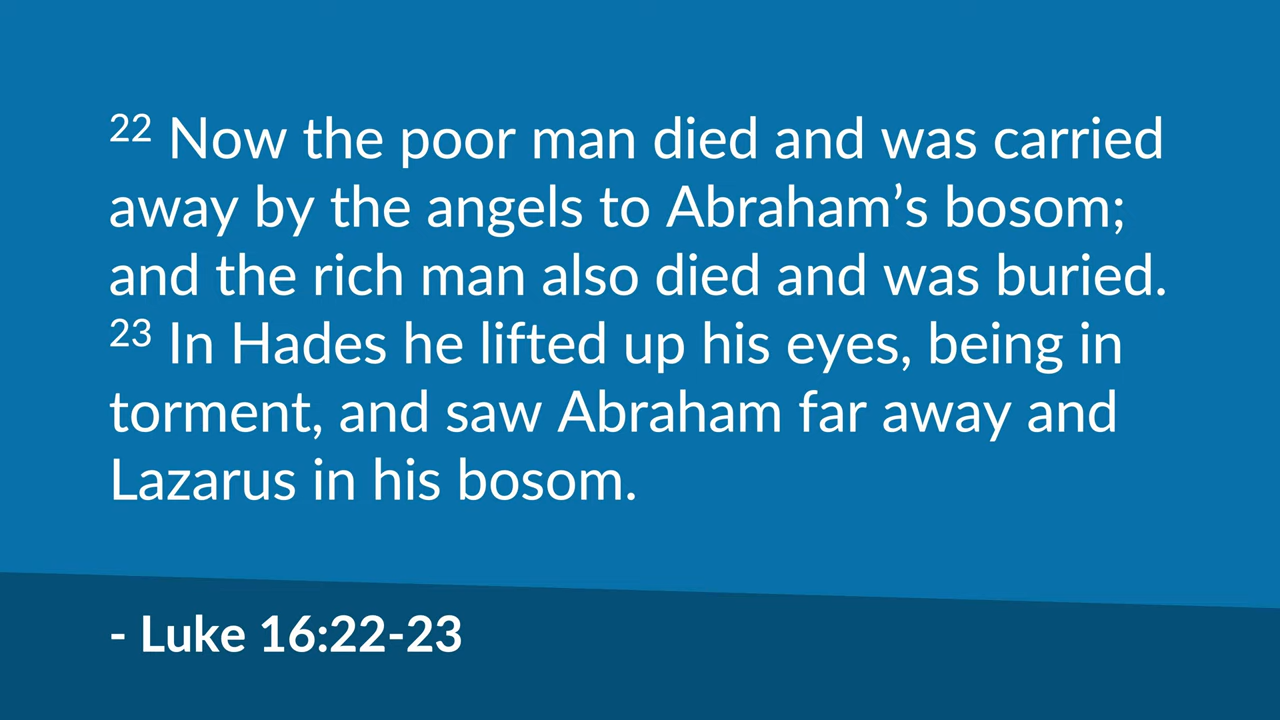 22 Now the poor man died and was carried
away by the angels to Abraham’s bosom;
and the rich man also died and was buried.
23 In Hades he lifted up his eyes, being in
torment, and saw Abraham far away and
Lazarus in his bosom.
- Luke 16:22-23